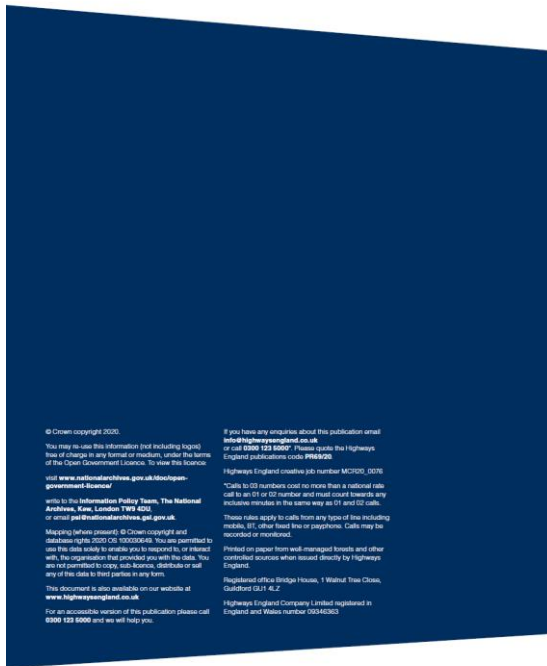 © Crown copyright 2020.
You may re-use this information (not including logos)
free of charge in any format or medium, under the terms
of the Open Government Licence. To view this licence:
visit www.nationalarchives.gov.uk/doc/open-
government-licence/
write to the Information Policy Team, The National
Archives, Kew, London TW9 4DU,
or email psi@nationalarchives.gsi.gov.uk.
Mapping (where present): © Crown copyright and
database rights 2020 OS 100030649. You are permitted to
use this data solely to enable you to respond to, or interact
with, the organisation that provided you with the data. You
are not permitted to copy, sub-licence, distribute or sell
any of this data to third parties in any form.
This document is also available on our website at
www.highwaysengland.co.uk
For an accessible version of this publication please call
0300 123 5000 and we will help you.
If you have any enquiries about this publication email
info@highwaysengland.co.uk
or call 0300 123 5000*. Please quote the Highways
England publications code PR69/20.
Highways England creative job number MCR20_0076
*Calls to 03 numbers cost no more than a national rate
call to an 01 or 02 number and must count towards any
inclusive minutes in the same way as 01 and 02 calls.
These rules apply to calls from any type of line including
mobile, BT, other fixed line or payphone. Calls may be
recorded or monitored.
Printed on paper from well-managed forests and other
controlled sources when issued directly by Highways
England.
Registered office Bridge House, 1 Walnut Tree Close,
Guildford GU1 4LZ
Highways England Company Limited registered in
England and Wales number 09346363